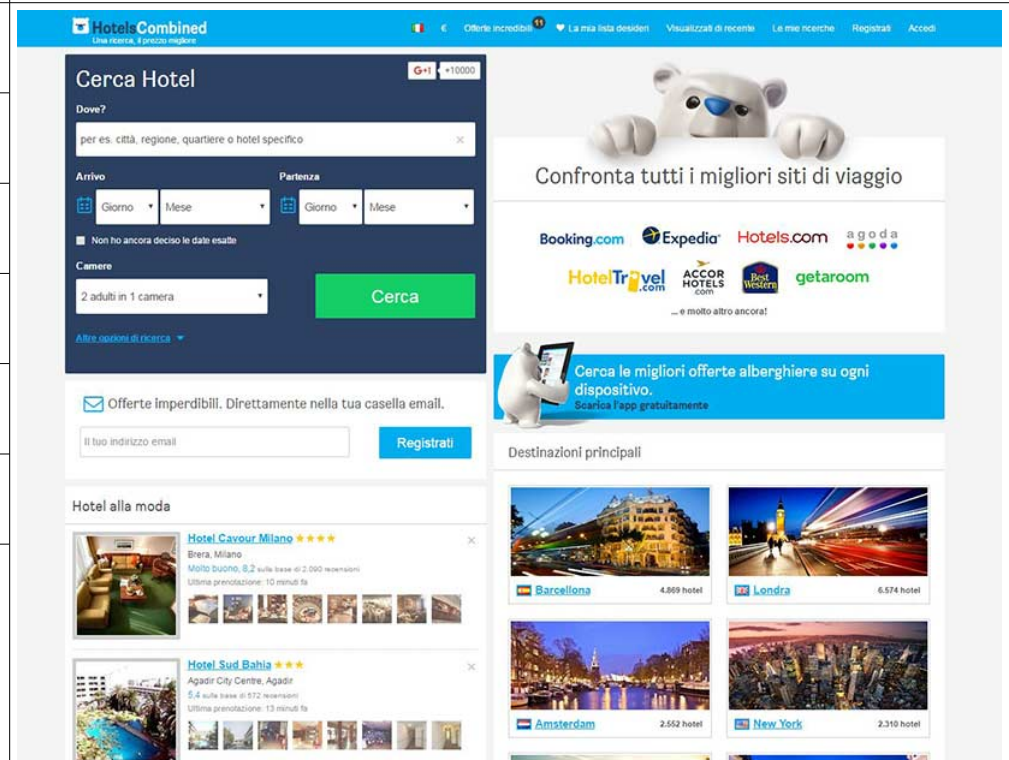 HotelsCombined
Una ricerca, il prezzo migliore
€ Offerte incredibili 11 La mia lista desideri Visualizzati di recente Le mie ricerche Registrati Accedi
Cerca Hotel
G+1 +10000
Dove?
per es. città, regione, quartiere o hotel specifico
Arrivo Partenza
Giorno Mese Giorno Mese
Non ho ancora deciso le date esatte
Camere
2 adulti in 1 camera
Cerca
Altre opzioni di ricerca
Offerte imperdibili. Direttamente nella tua casella email.
Il tuo indirizzo email
Registrati
Hotel alla moda
Hotel Cavour Milano
Brera, Milano
Molto buono, 8,2 sulla base di 2.090 recensioni
Ultima prenotazione: 10 minuti fa
Hotel Sud Bahia
Agadir City Centre, Agadir
5,4 sulla base di 572 recensioni
Ultima prenotazione: 13 minuti fa
Confronta tutti i migliori siti di viaggio
Booking.com Expedia Hotels.com agoda
HotelTravel.com ACCOR HOTELS.com Best Western getaroom
... e molto altro ancora!
Cerca le migliori offerte alberghiere su ogni
dispositivo.
Scarica l'app gratuitamente
Destinazioni principali
Barcellona 4.869 hotel
Londra 6.574 hotel
Amsterdam 2.552 hotel
New York 2.310 hotel